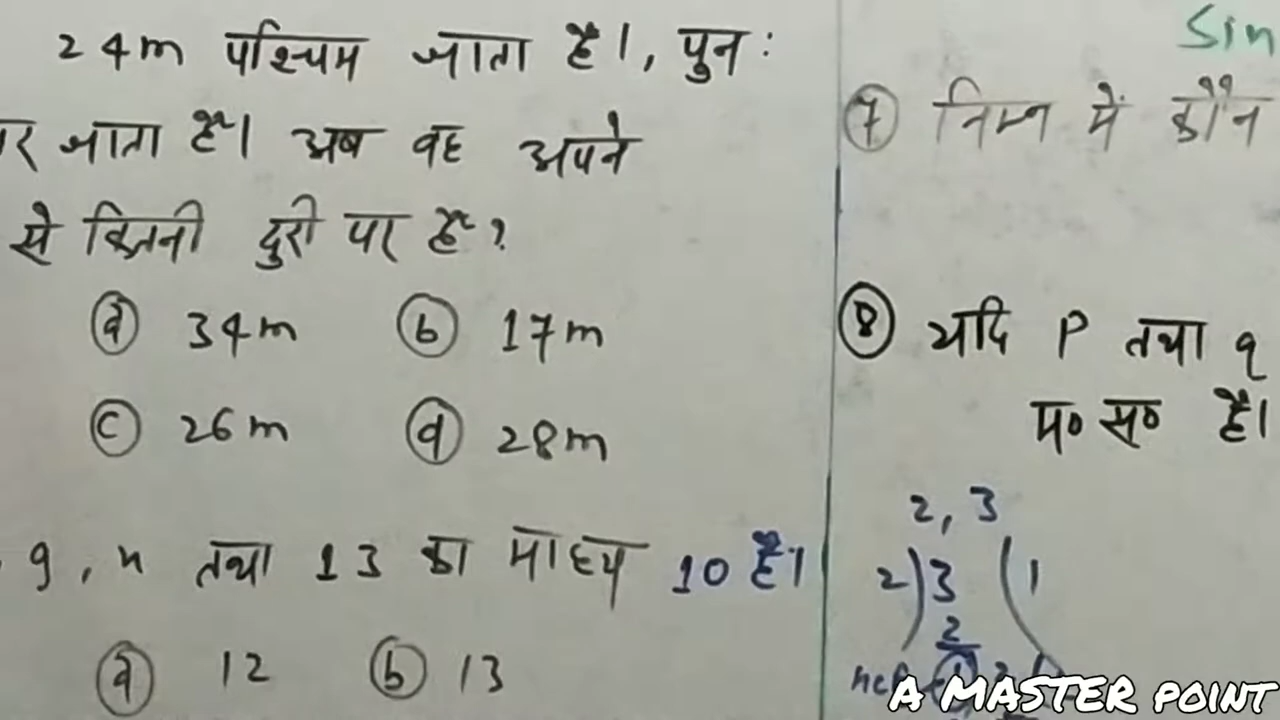 24m पश्चिम जाता है।, पुन:
जाता है। अब वह अपने
से कितनी दुरी पर है?
(a) 34m (b) 17m
(c) 26m (d) 28m
9, n तथा 13 का माध्य 10 है।
(a) 12 (b) 13
Sin
(7) निम्न में कौन
(8) यदि P तथा q
म० स० है।
2, 3
2)3(1
2
A MASTER POINT